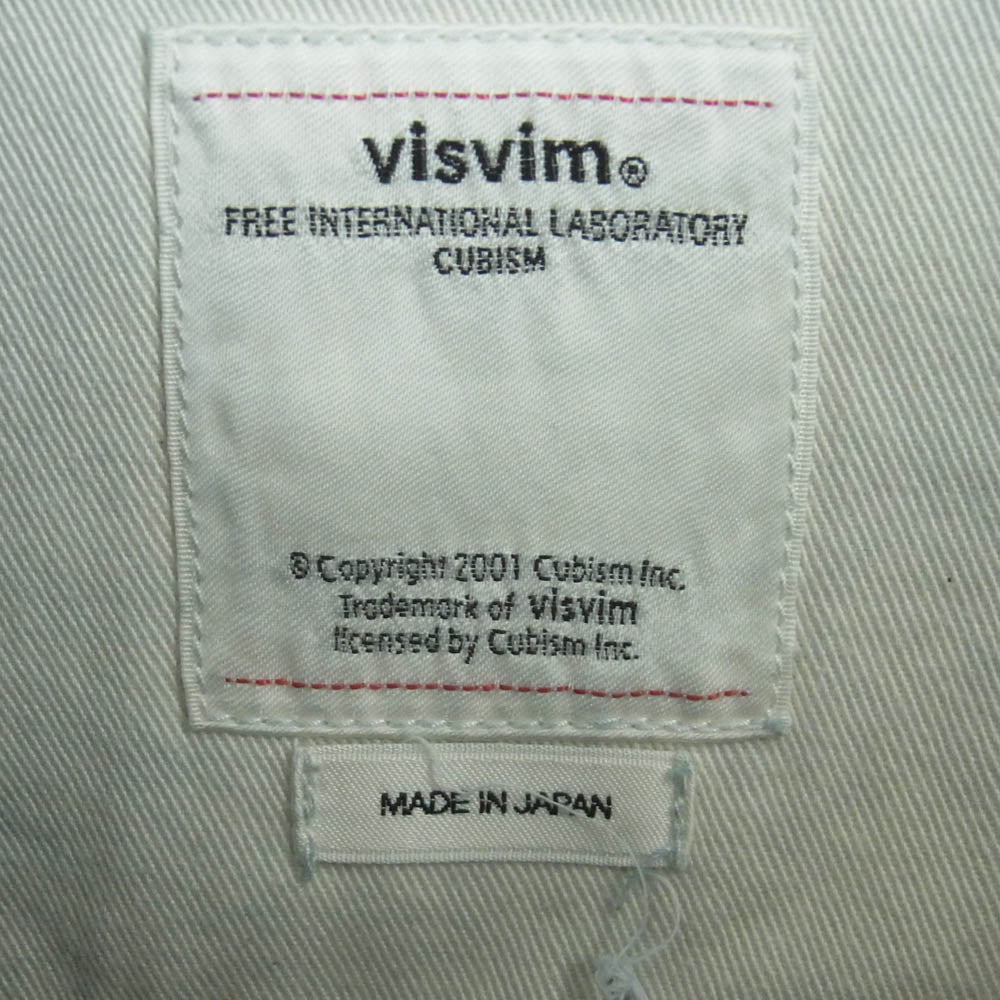 visvim®
FREE INTERNATIONAL LABORATORY
CUBISM
© Copyright 2001 Cubism Inc.
Trademark of visvim
licensed by Cubism Inc.
MADE IN JAPAN